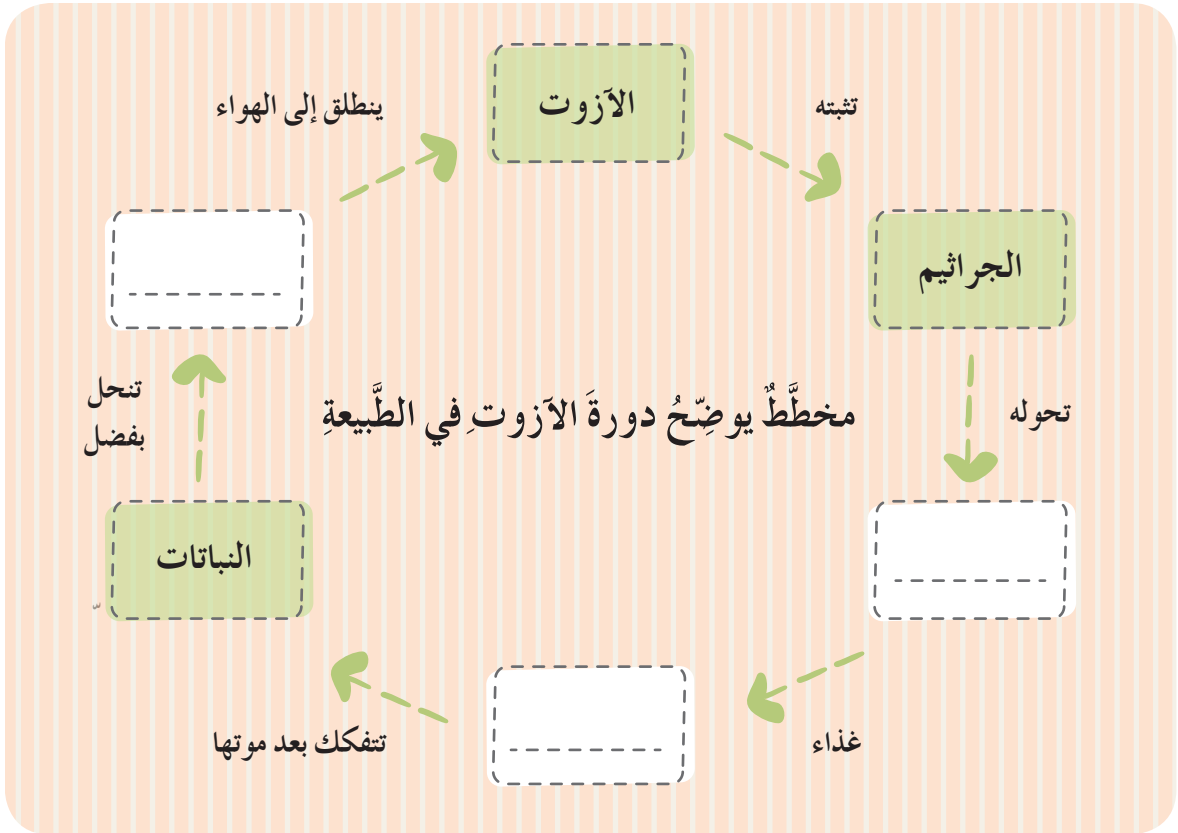 الآزوت
تثبته
ينطلق إلى الهواء
الجراثيم
تحوله
مخطَّطٌ يوضِّحُ دورةَ الآزوتِ في الطَّبيعةِ
تنحل
بفضل
النباتات
غذاء
تتفكك بعد موتها